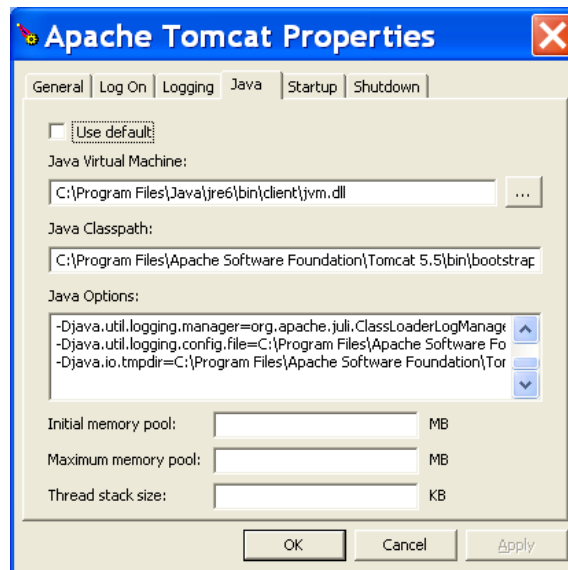 Apache Tomcat Properties
General Log On Logging Java Startup Shutdown
Use default
Java Virtual Machine:
C:\Program Files\Java\jre6\bin\client\jvm.dll ...
Java Classpath:
C:\Program Files\Apache Software Foundation\Tomcat 5.5\bin\bootstrap
Java Options:
-Djava.util.logging.manager=org.apache.juli.ClassLoaderLogManage
-Djava.util.logging.config.file=C:\Program Files\Apache Software Fo
-Djava.io.tmpdir=C:\Program Files\Apache Software Foundation\Tor
Initial memory pool: MB
Maximum memory pool: MB
Thread stack size: KB
OK Cancel Apply